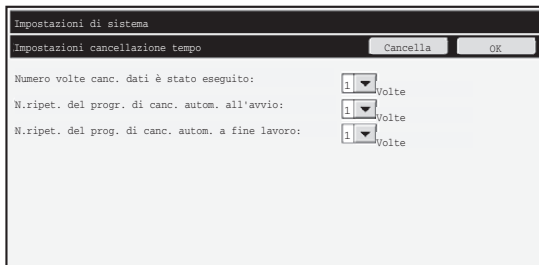 Impostazioni di sistema
Impostazioni cancellazione tempo Cancella OK
Numero volte canc. dati è stato eseguito: 1 Volte
N.ripet. del progr. di canc. autom. all'avvio: 1 Volte
N.ripet. del prog. di canc. autom. a fine lavoro: 1 Volte